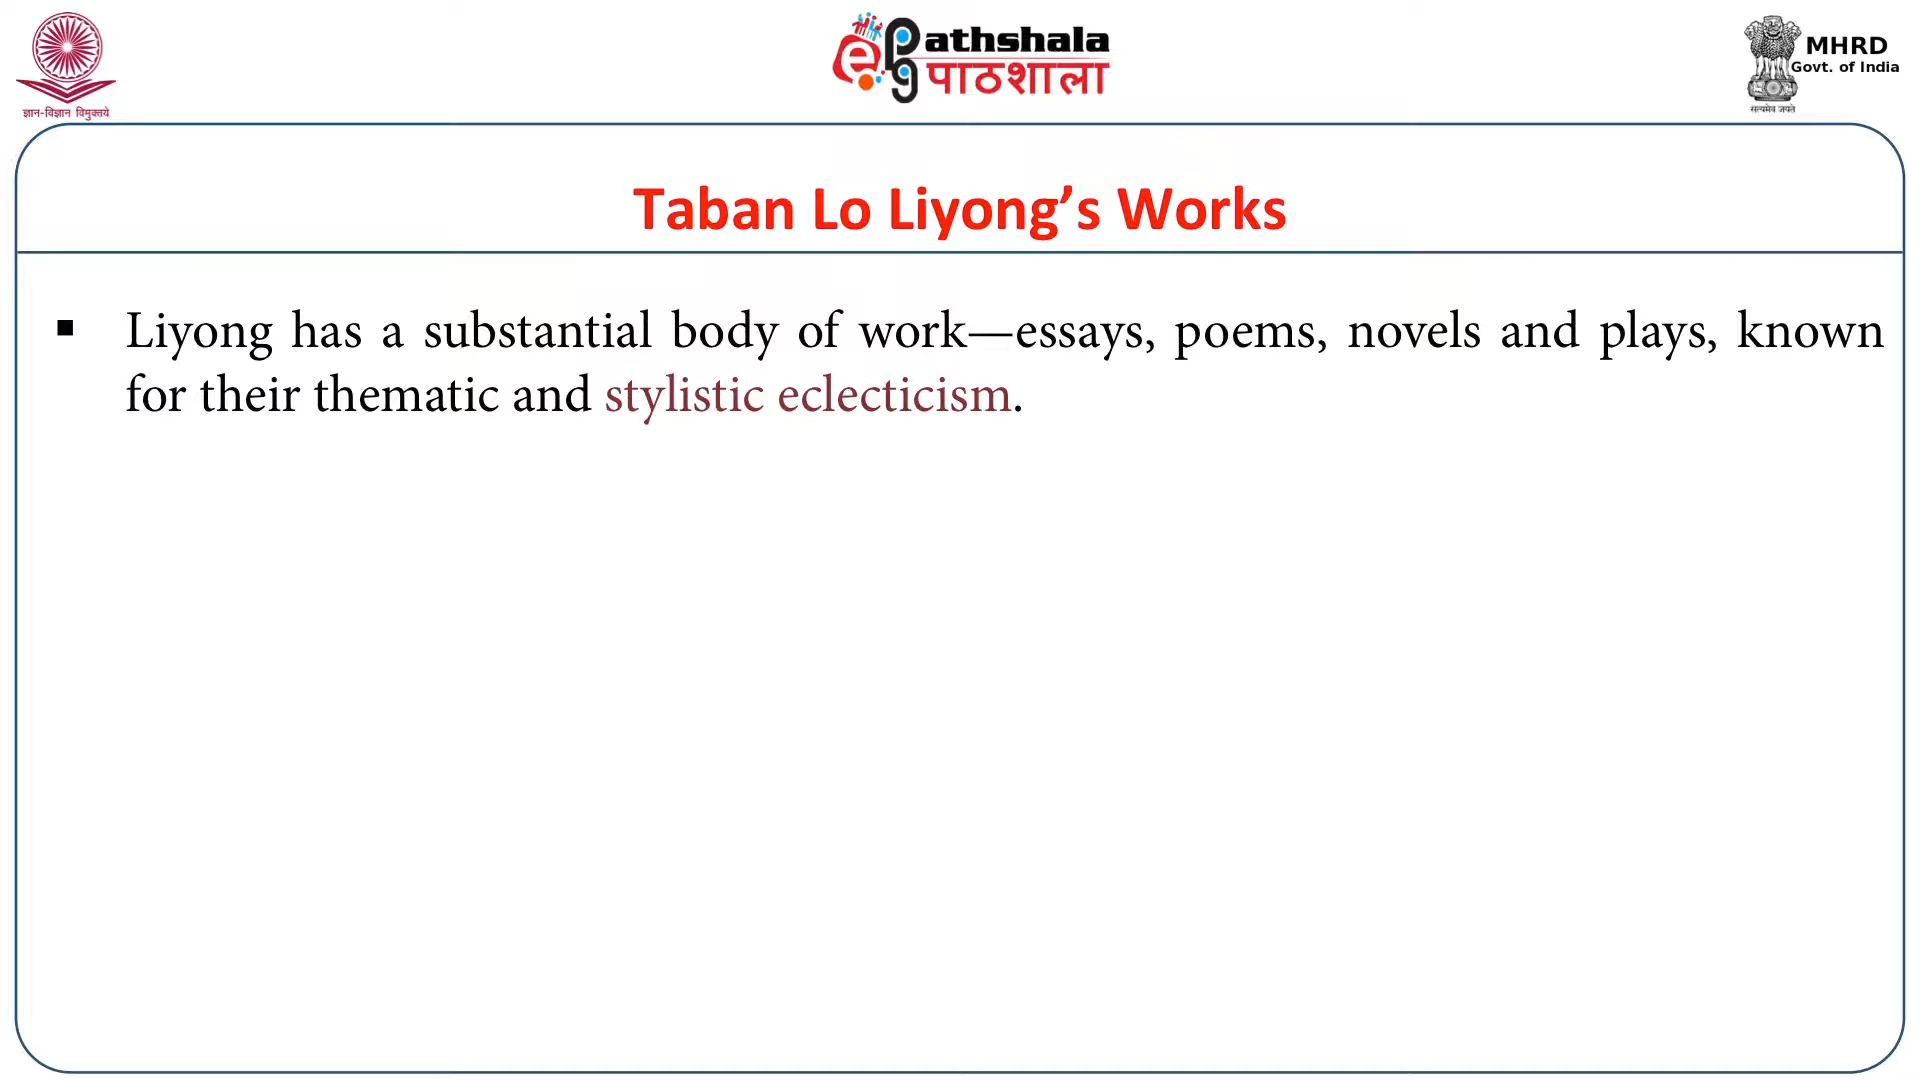 ज्ञान-विज्ञान विमुक्तये
e Pathshala
पाठशाला
MHRD
Govt. of India
सत्यमेव जयते
Taban Lo Liyong’s Works
▪ Liyong has a substantial body of work—essays, poems, novels and plays, known
for their thematic and stylistic eclecticism.